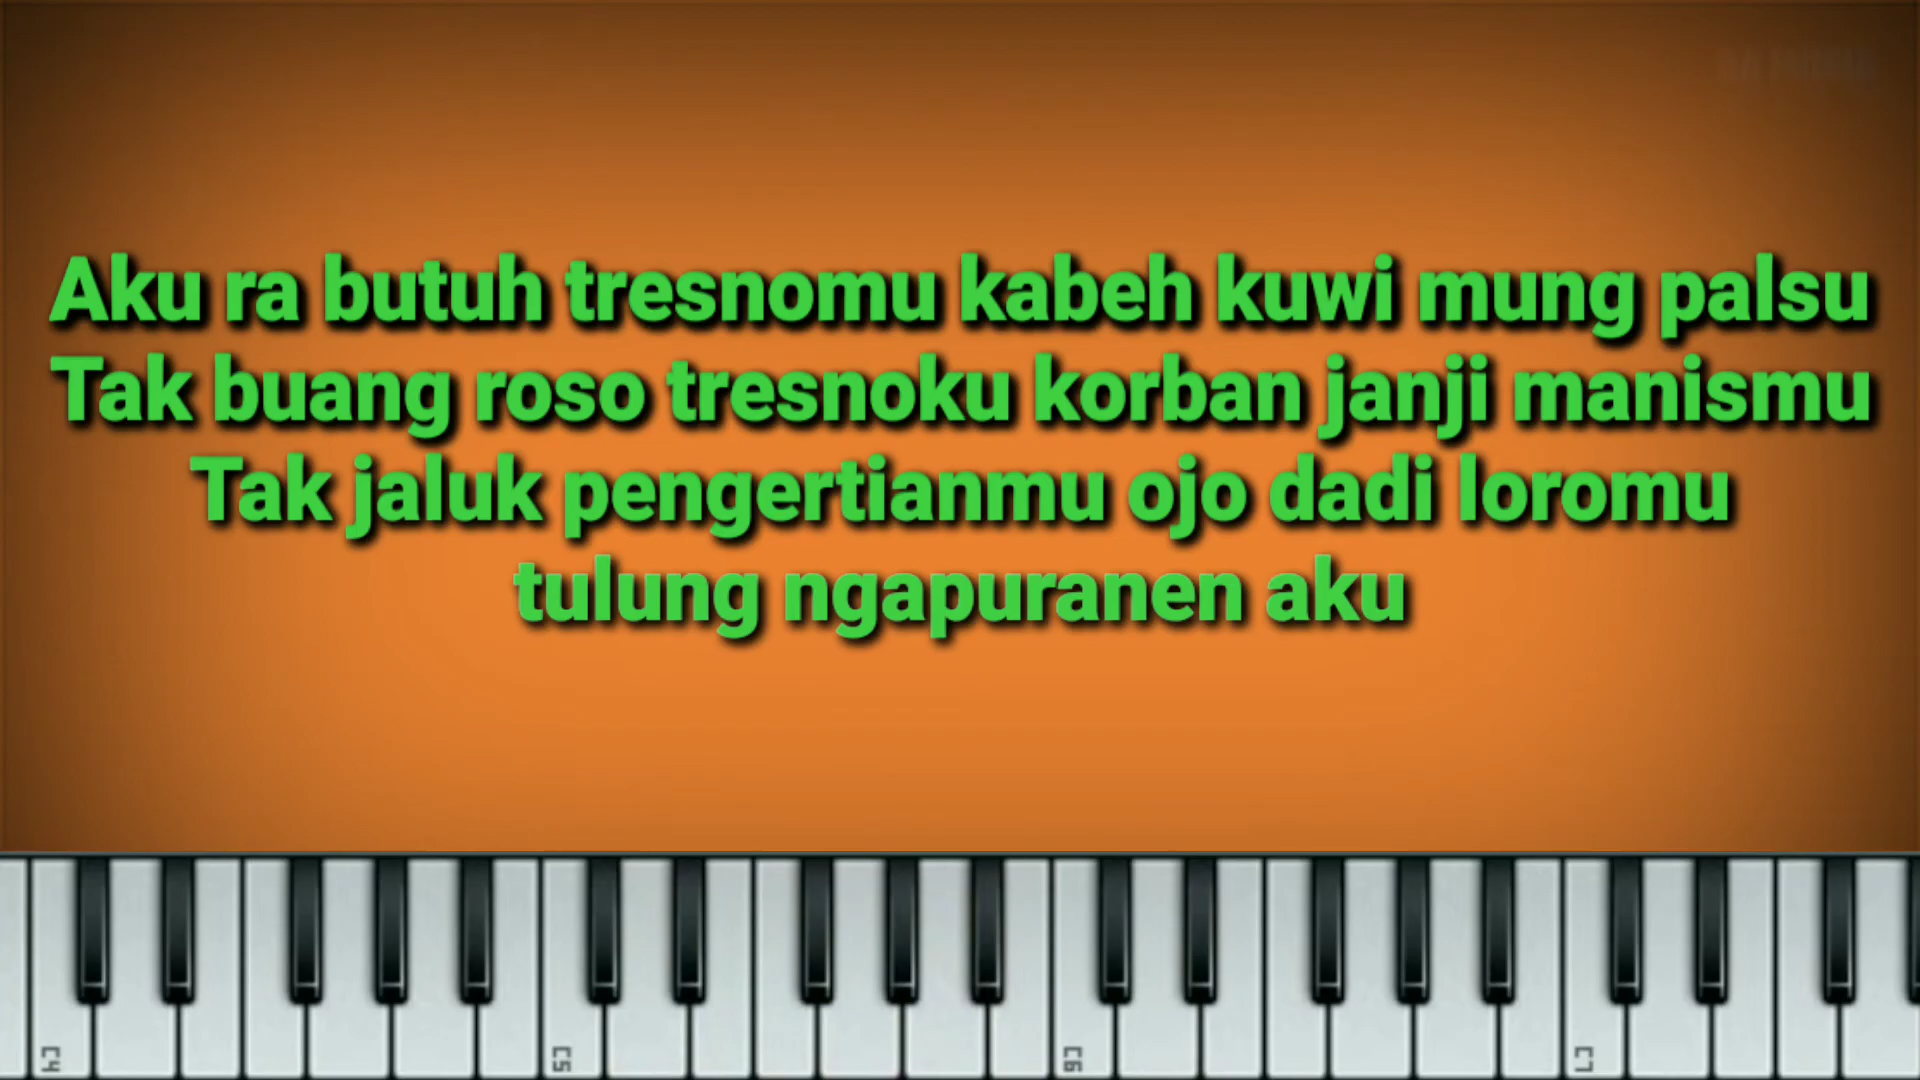 Aku ra butuh tresnomu kabeh kuwi mung palsu
Tak buang roso tresnoku korban janji manismu
Tak jaluk pengertianmu ojo dadi loromu
tulung ngapuranen aku
C4
C5
C6
C7